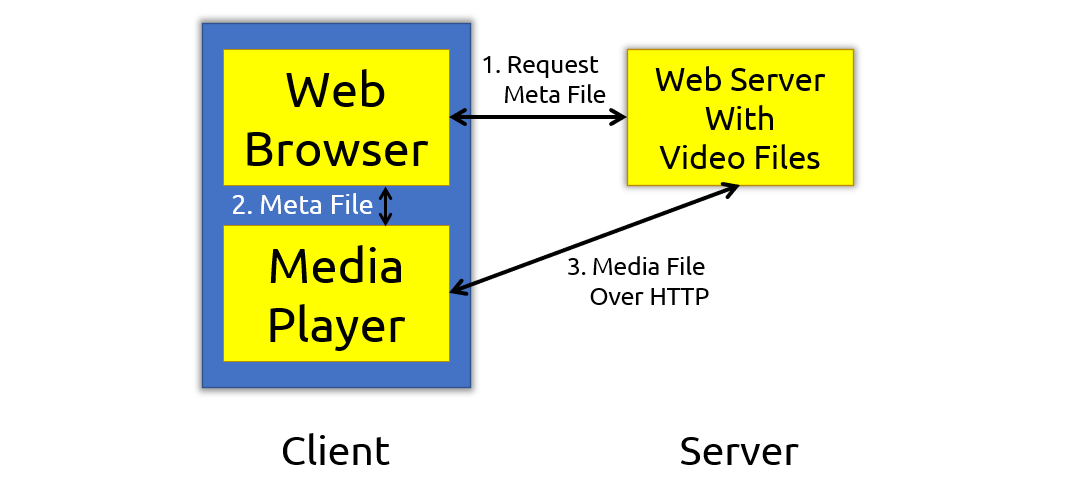 Web
Browser
1. Request
Meta File
Web Server
With
Video Files
2. Meta File
Media
Player
3. Media File
Over HTTP
Client
Server